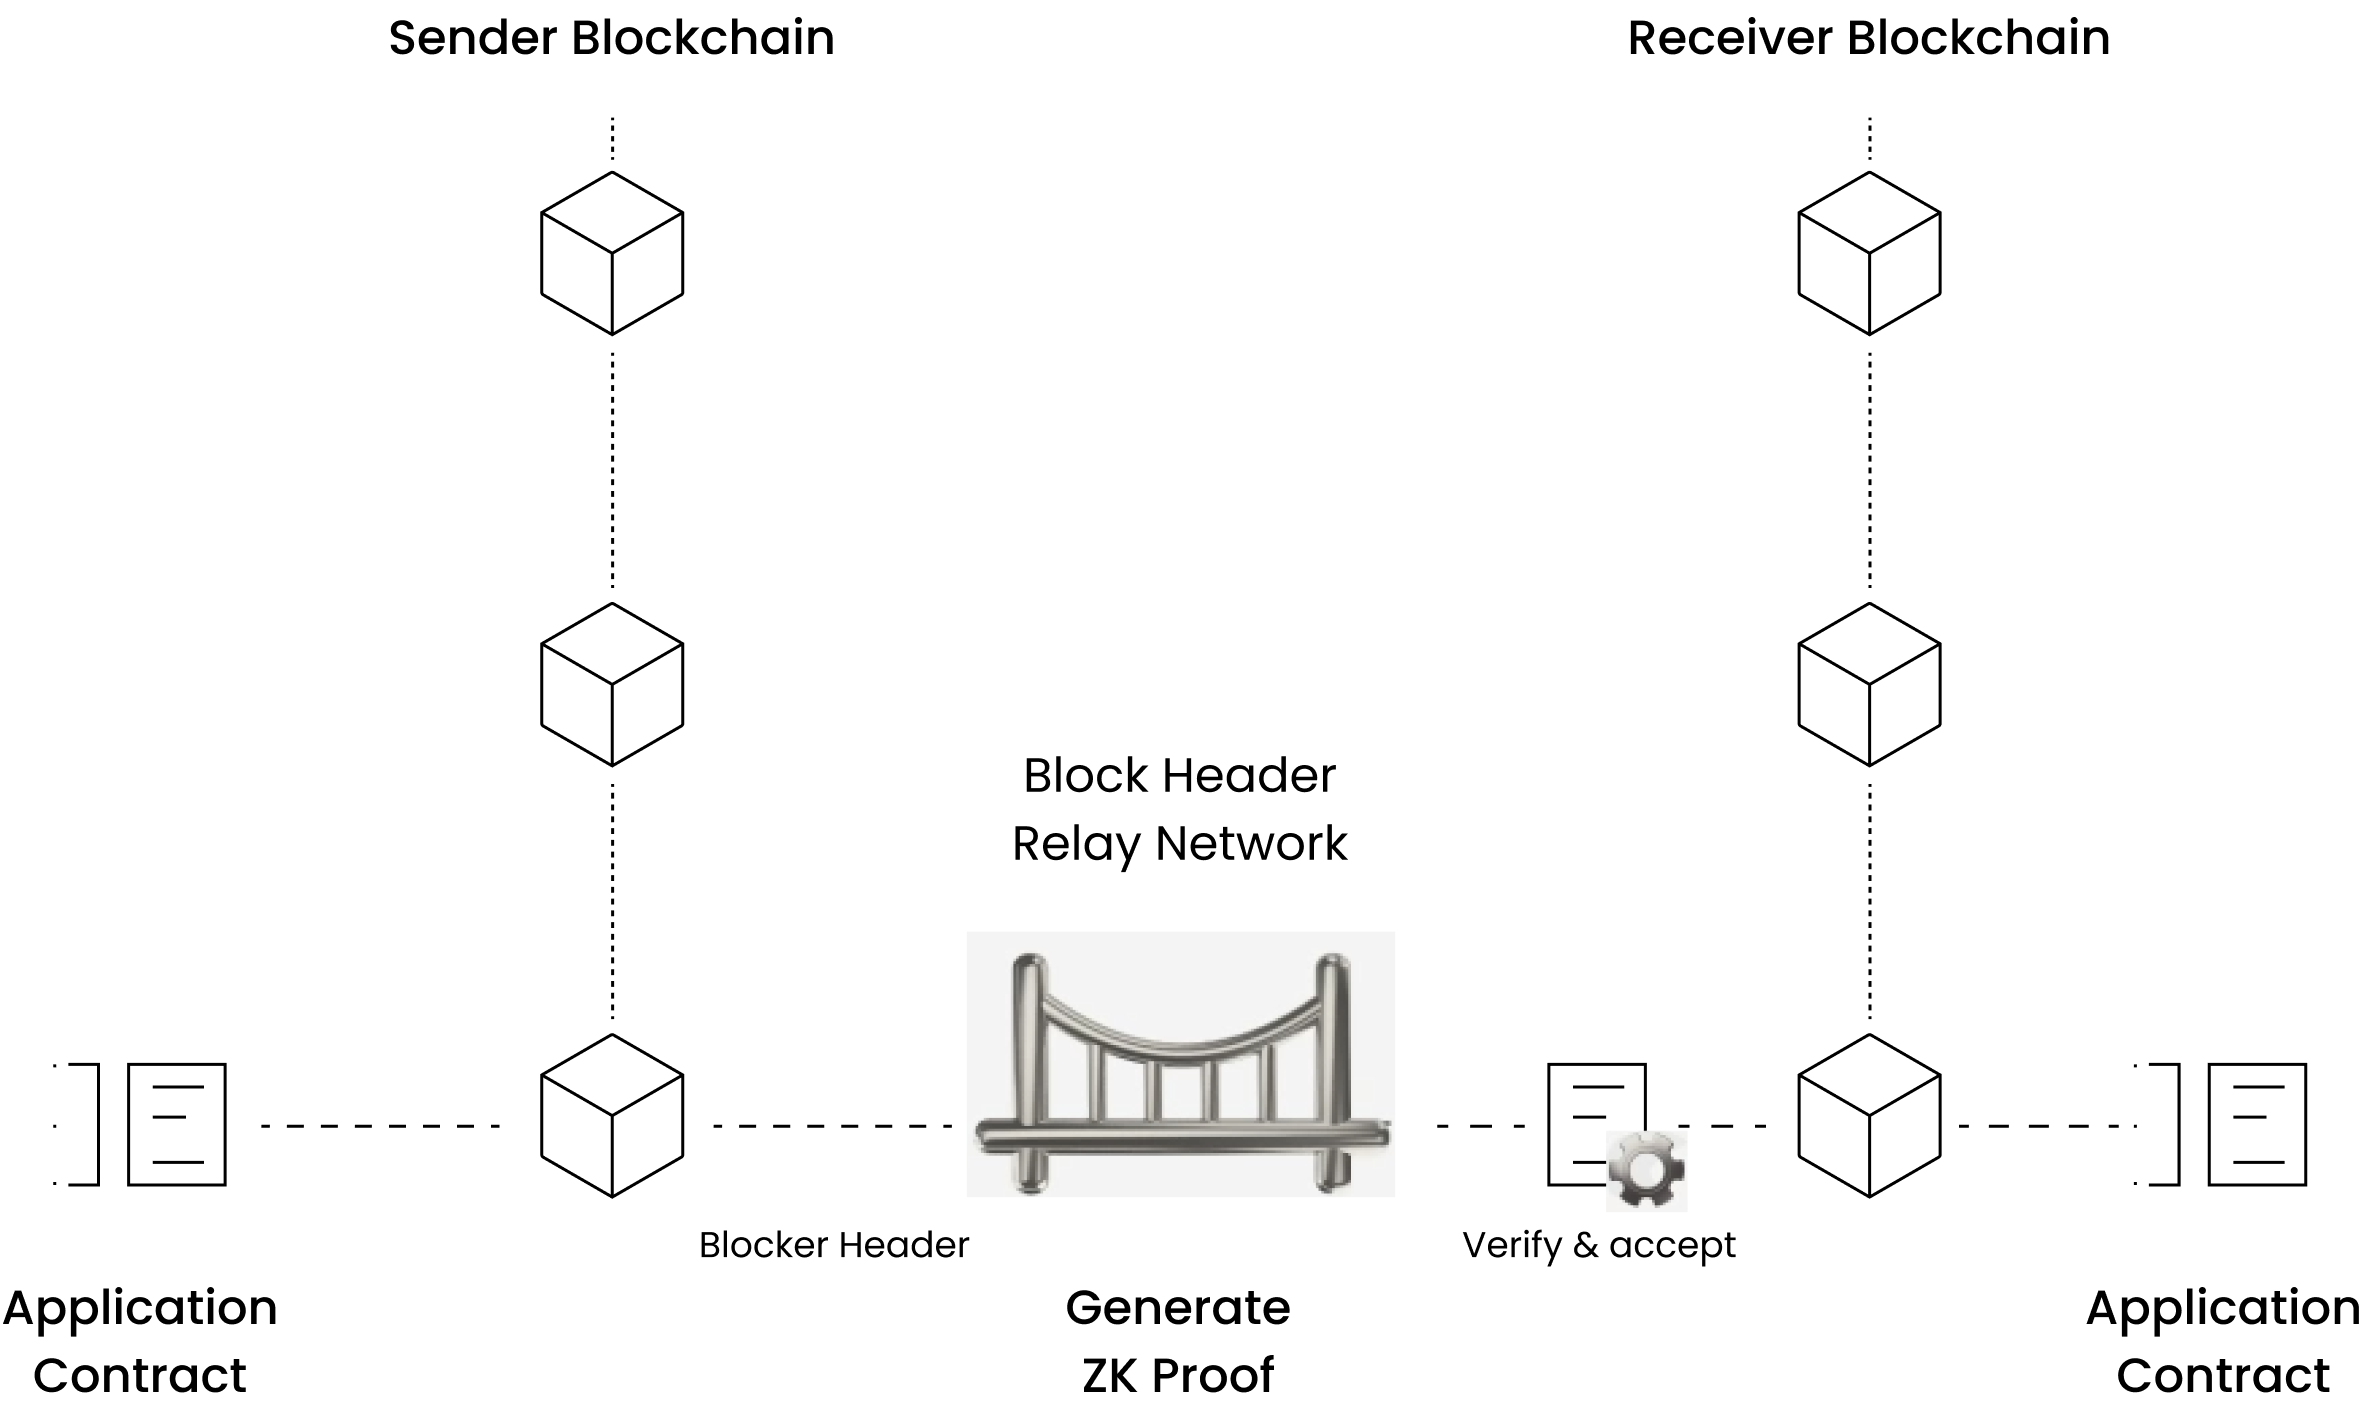 Sender Blockchain
Receiver Blockchain
Block Header
Relay Network
Blocker Header
Verify & accept
Application
Contract
Generate
ZK Proof
Application
Contract